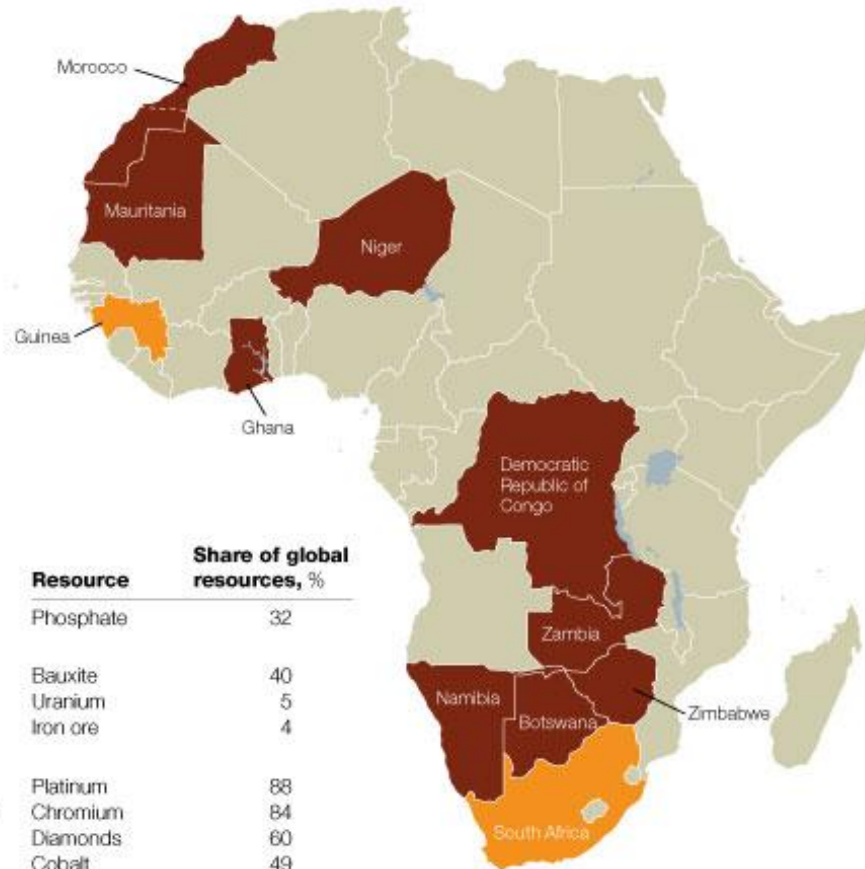 Morocco
Mauritania
Niger
Guinea
Ghana
Democratic
Republic of
Congo
Zambia
Namibia
Botswana
Zimbabwe
South Africa
Share of global
Resource resources, %
Phosphate 32
Bauxite 40
Uranium 5
Iron ore 4
Platinum 88
Chromium 84
Diamonds 60
Cobalt 49